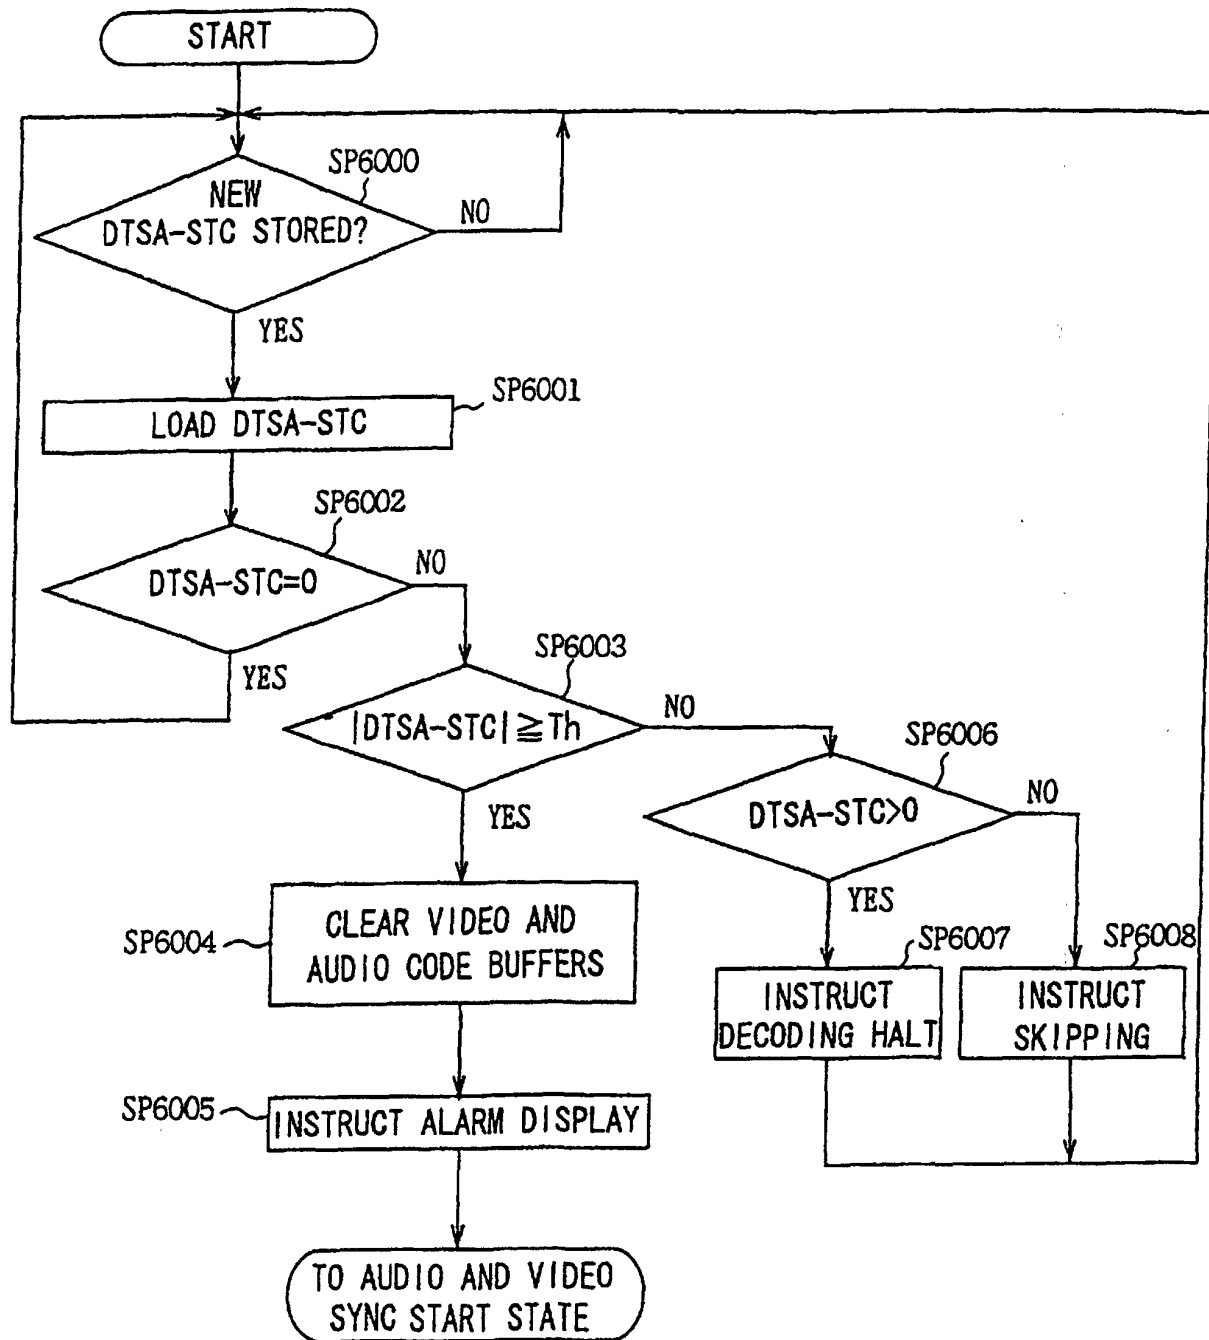 START
SP6000
NEW
DTSA-STC STORED?
NO
YES
SP6001
LOAD DTSA-STC
SP6002
DTSA-STC=0
NO
YES
SP6003
|DTSA-STC|≧Th
NO
YES
SP6006
DTSA-STC>0
NO
YES
SP6004
CLEAR VIDEO AND
AUDIO CODE BUFFERS
SP6007
INSTRUCT
DECODING HALT
SP6008
INSTRUCT
SKIPPING
SP6005
INSTRUCT ALARM DISPLAY
TO AUDIO AND VIDEO
SYNC START STATE